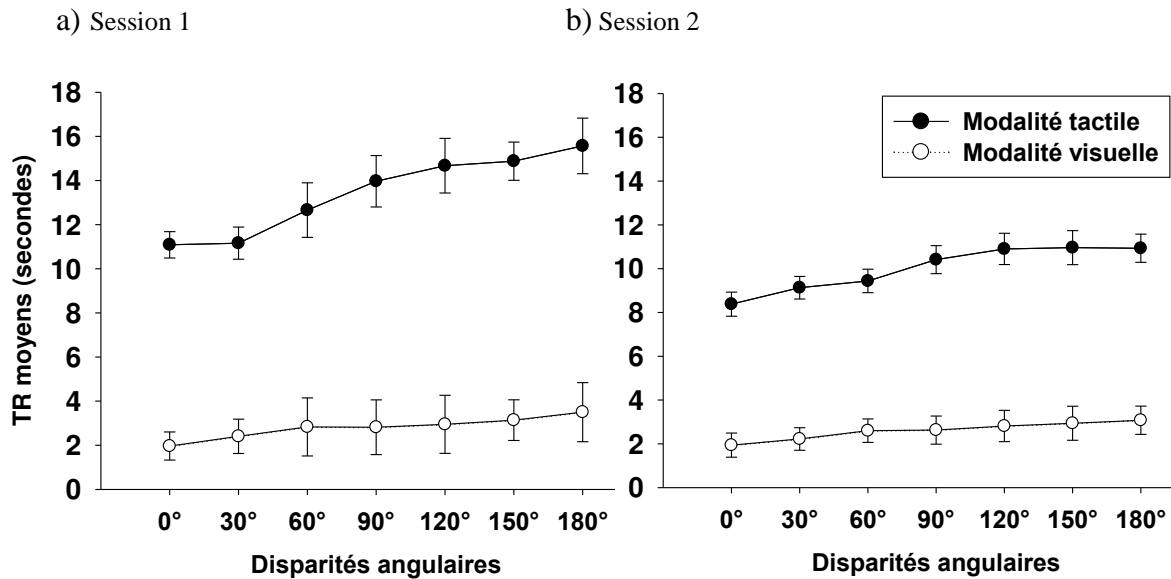 a) Session 1
b) Session 2
TR moyens (secondes)
18
16
14
12
10
8
6
4
2
0
0° 30° 60° 90° 120° 150° 180°
Disparités angulaires
18
16
14
12
10
8
6
4
2
0
Modalité tactile
Modalité visuelle
0° 30° 60° 90° 120° 150° 180°
Disparités angulaires